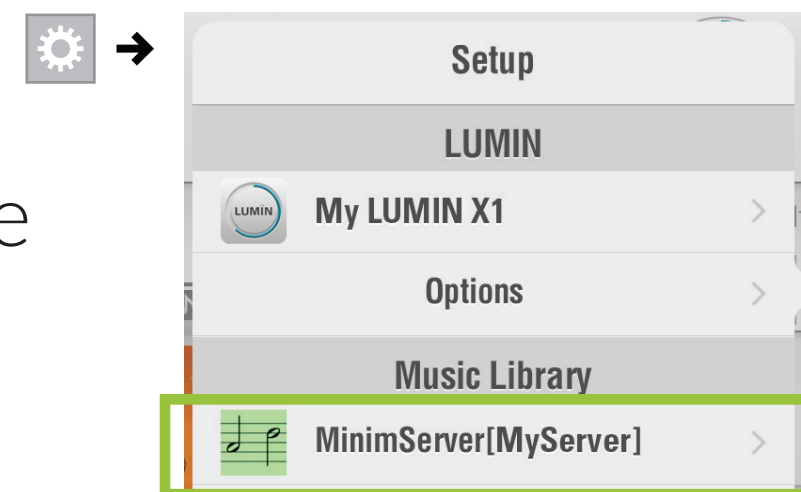 Setup
LUMIN
LUMIN
My LUMIN X1
Options
Music Library
MinimServer[MyServer]